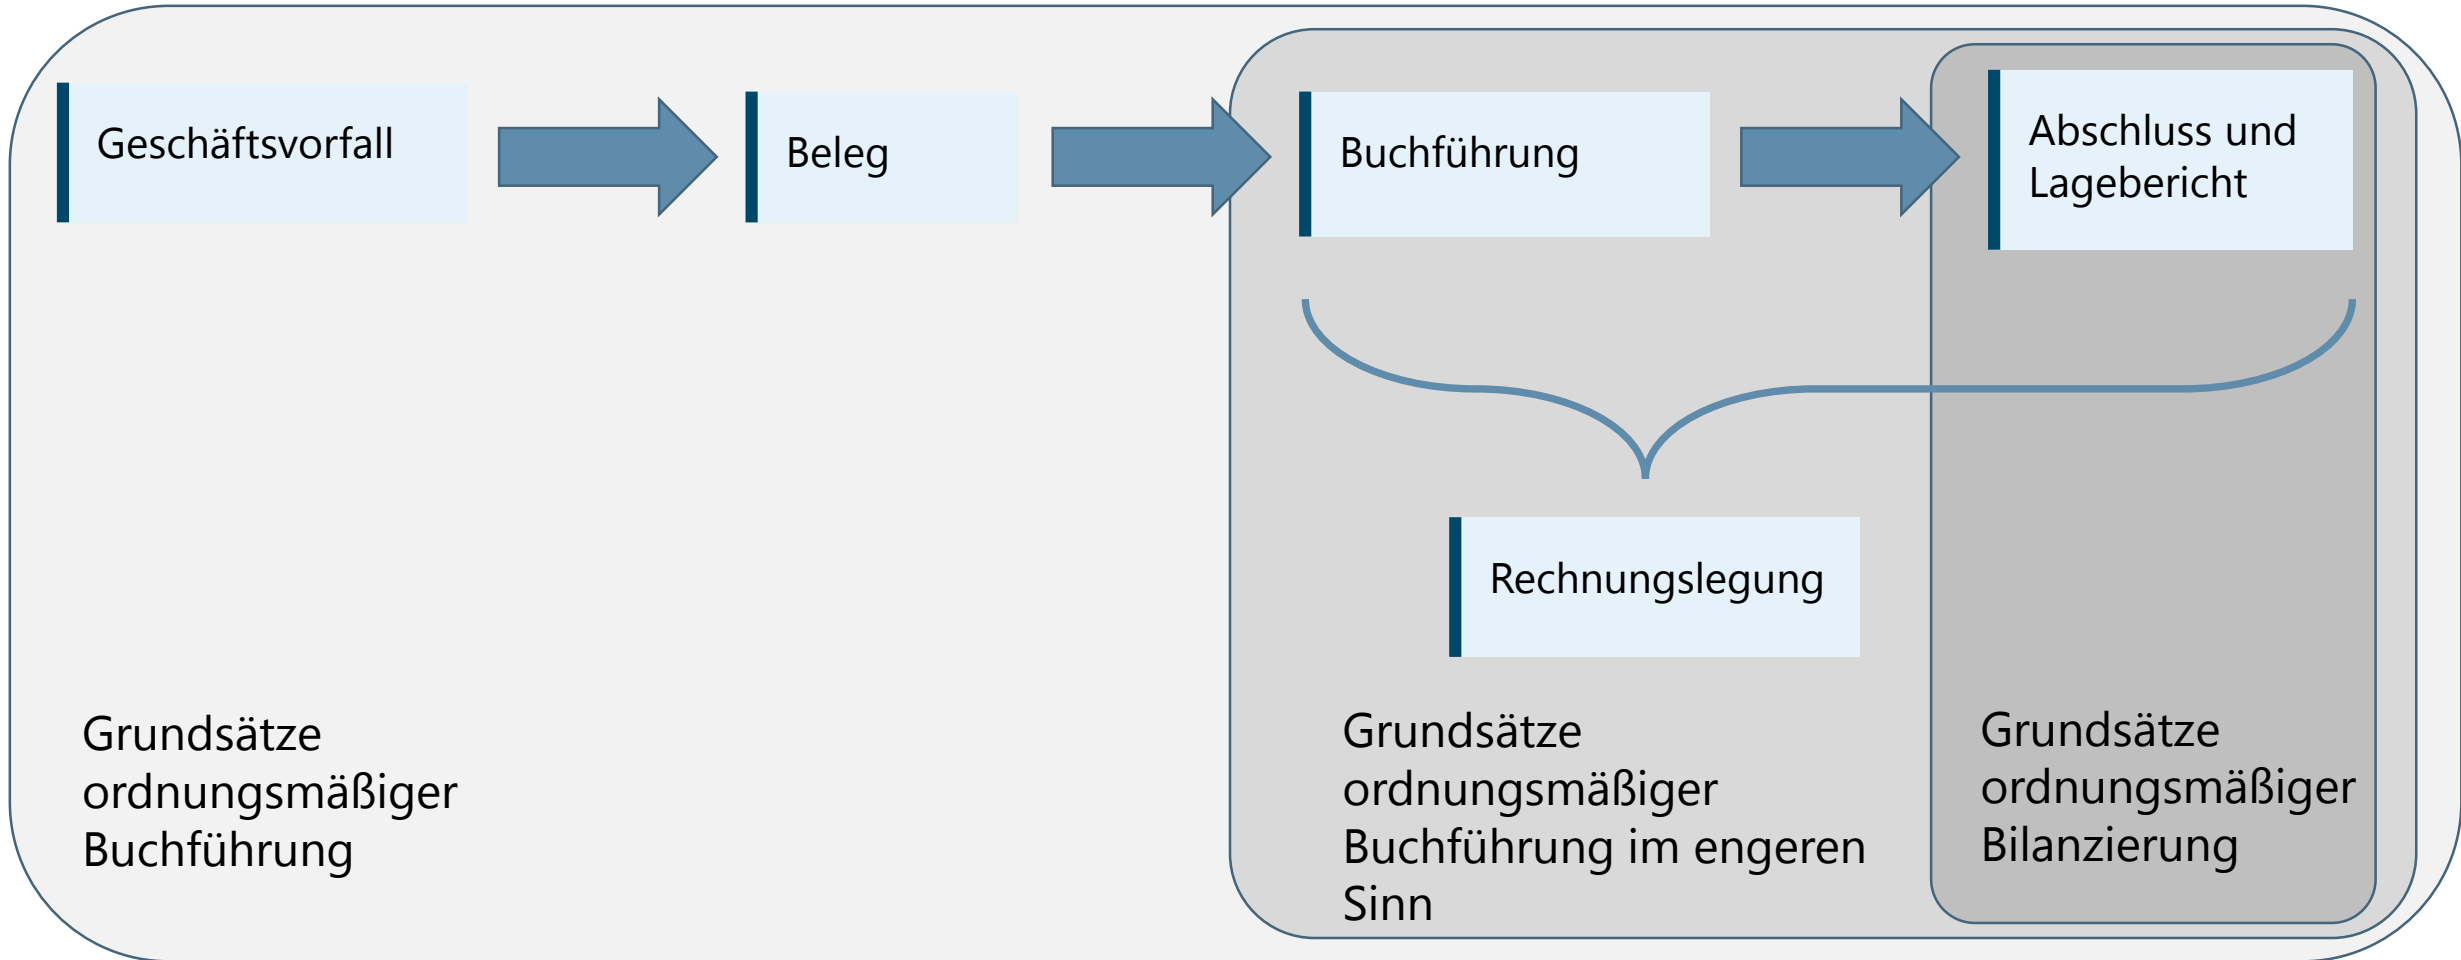 Geschäftsvorfall
Beleg
Buchführung
Abschluss und
Lagebericht
Rechnungslegung
Grundsätze
ordnungsmäßiger
Buchführung
Grundsätze
ordnungsmäßiger
Buchführung im engeren
Sinn
Grundsätze
ordnungsmäßiger
Bilanzierung